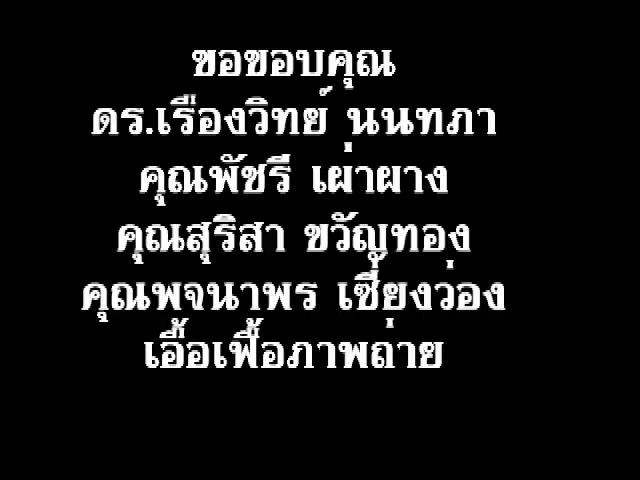 ขอขอบคุณ
ดร.เรืองวิทย์ นนทภา
คุณพัชรี เผ่าผาง
คุณสุริสา ขวัญทอง
คุณพจนาพร เซี้ยงว่อง
เอื้อเฟื้อภาพถ่าย